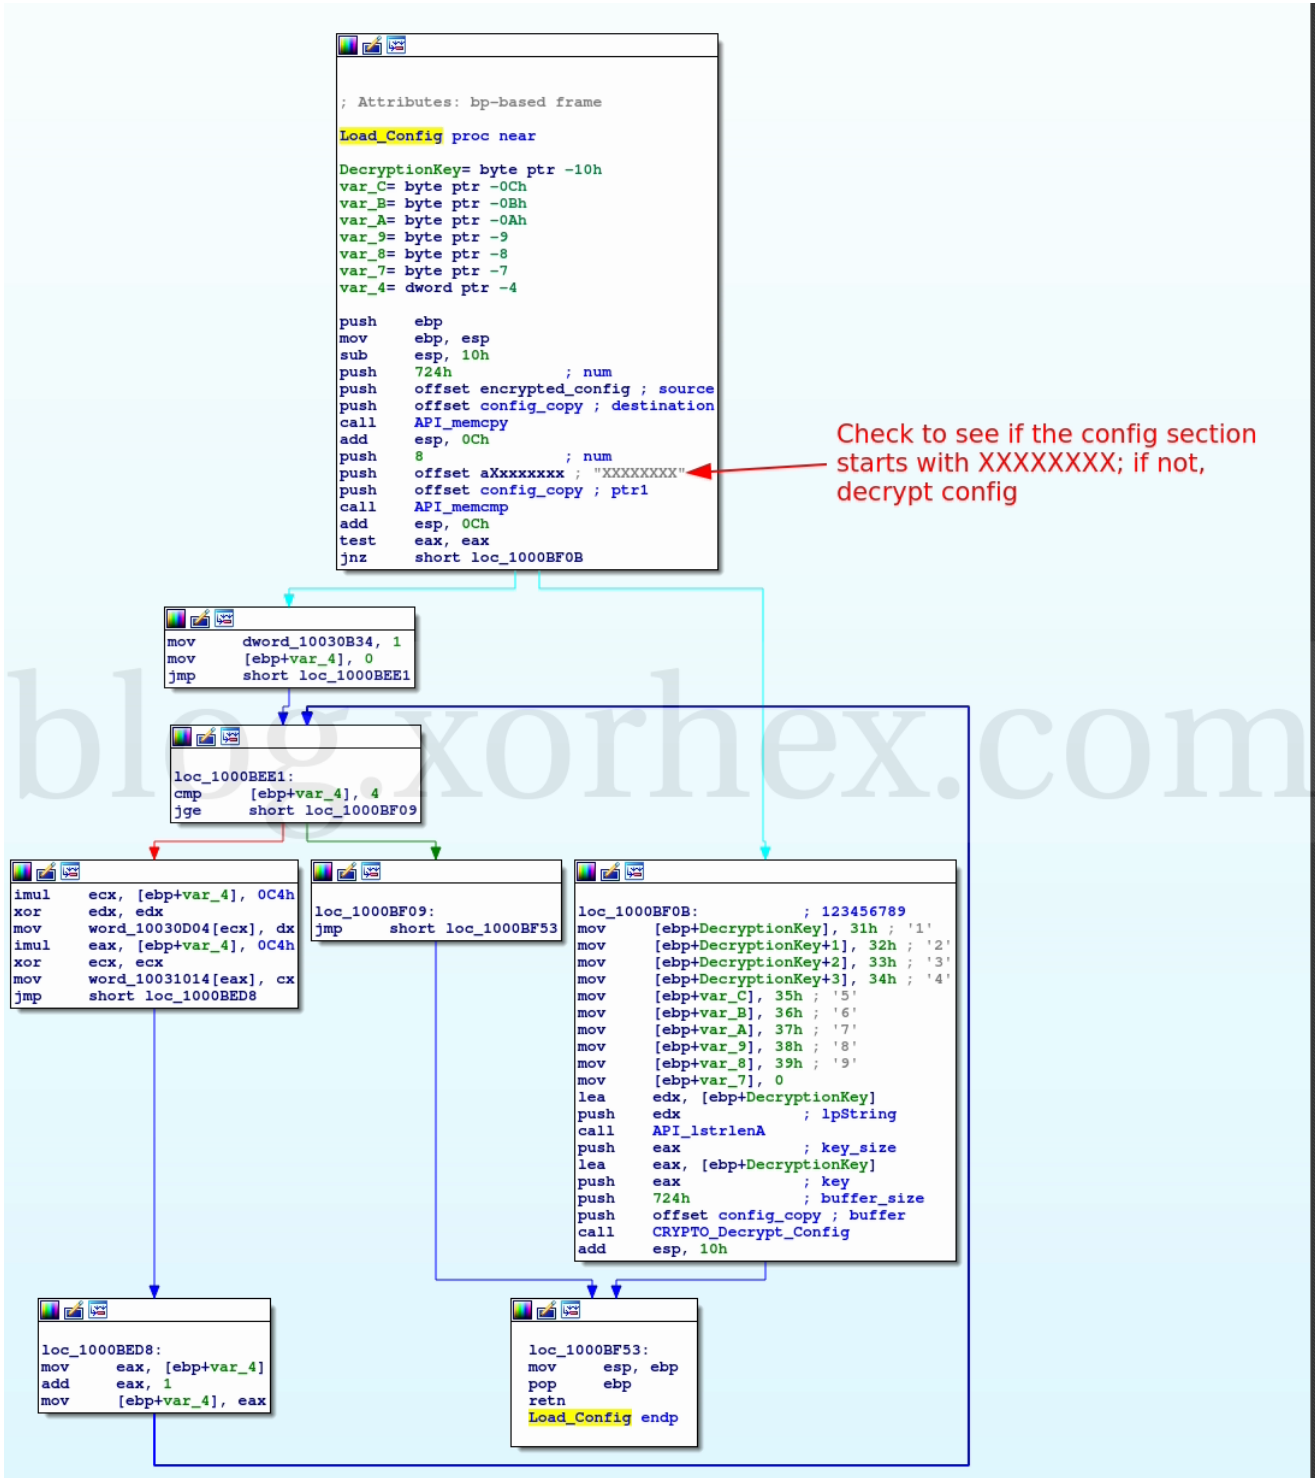 ; Attributes: bp-based frame
Load_Config proc near
DecryptionKey= byte ptr -10h
var_C= byte ptr -0Ch
var_B= byte ptr -0Bh
var_A= byte ptr -0Ah
var_9= byte ptr -9
var_8= byte ptr -8
var_7= byte ptr -7
var_4= dword ptr -4
push ebp
mov ebp, esp
sub esp, 10h
push 724h ; num
push offset encrypted_config ; source
push offset config_copy ; destination
call API_memcpy
add esp, 0Ch
push 8 ; num
push offset aXxxxxxxx ; "XXXXXXXX"
push offset config_copy ; ptr1
call API_memcmp
add esp, 0Ch
test eax, eax
jnz short loc_1000BF0B
Check to see if the config section
starts with XXXXXXXX; if not,
decrypt config
mov dword_10030B34, 1
mov [ebp+var_4], 0
jmp short loc_1000BEE1
blog.xorhex.com
loc_1000BEE1:
cmp [ebp+var_4], 4
jge short loc_1000BF09
imul ecx, [ebp+var_4], 0C4h
xor edx, edx
mov word_10030D04[ecx], dx
imul eax, [ebp+var_4], 0C4h
xor ecx, ecx
mov word_10031014[eax], cx
jmp short loc_1000BED8
loc_1000BF09:
jmp short loc_1000BF53
loc_1000BF0B: ; 123456789
mov [ebp+DecryptionKey], 31h ; '1'
mov [ebp+DecryptionKey+1], 32h ; '2'
mov [ebp+DecryptionKey+2], 33h ; '3'
mov [ebp+DecryptionKey+3], 34h ; '4'
mov [ebp+var_C], 35h ; '5'
mov [ebp+var_B], 36h ; '6'
mov [ebp+var_A], 37h ; '7'
mov [ebp+var_9], 38h ; '8'
mov [ebp+var_8], 39h ; '9'
mov [ebp+var_7], 0
lea edx, [ebp+DecryptionKey]
push edx ; lpString
call API_lstrlenA
push eax ; key_size
lea eax, [ebp+DecryptionKey]
push eax ; key
push 724h ; buffer_size
push offset config_copy ; buffer
call CRYPTO_Decrypt_Config
add esp, 10h
loc_1000BED8:
mov eax, [ebp+var_4]
add eax, 1
mov [ebp+var_4], eax
loc_1000BF53:
mov esp, ebp
pop ebp
retn
Load_Config endp